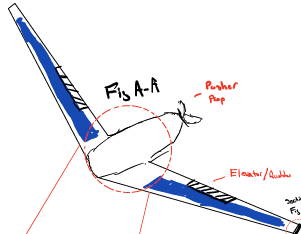 Fig A-A
Pusher
Prop
Elevator/Rudder
Fig